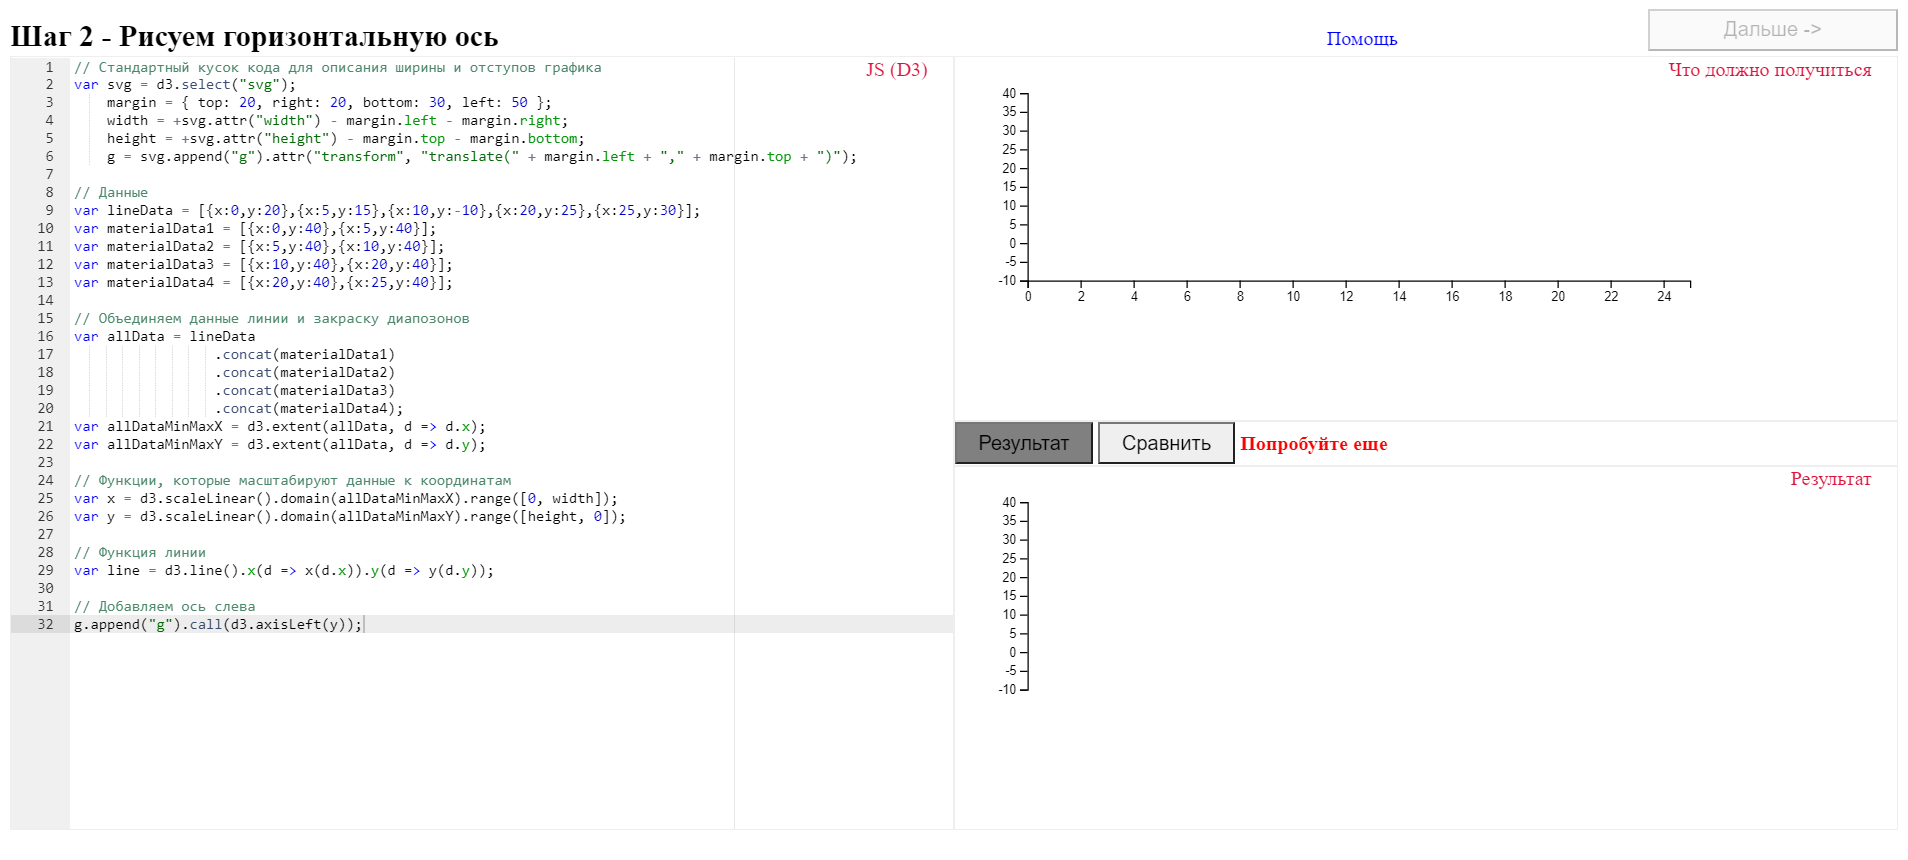 Шаг 2 - Рисуем горизонтальную ось
Помощь
Дальше ->
JS (D3)
1 // Стандартный кусок кода для описания ширины и отступов графика
2 var svg = d3.select("svg");
3 margin = { top: 20, right: 20, bottom: 30, left: 50 };
4 width = +svg.attr("width") - margin.left - margin.right;
5 height = +svg.attr("height") - margin.top - margin.bottom;
6 g = svg.append("g").attr("transform", "translate(" + margin.left + "," + margin.top + ")");
7
8 // Данные
9 var lineData = [{x:0,y:20},{x:5,y:15},{x:10,y:-10},{x:20,y:25},{x:25,y:30}];
10 var materialData1 = [{x:0,y:40},{x:5,y:40}];
11 var materialData2 = [{x:5,y:40},{x:10,y:40}];
12 var materialData3 = [{x:10,y:40},{x:20,y:40}];
13 var materialData4 = [{x:20,y:40},{x:25,y:40}];
14
15 // Объединяем данные линии и закраску диапозонов
16 var allData = lineData
17 .concat(materialData1)
18 .concat(materialData2)
19 .concat(materialData3)
20 .concat(materialData4);
21 var allDataMinMaxX = d3.extent(allData, d => d.x);
22 var allDataMinMaxY = d3.extent(allData, d => d.y);
23
24 // Функции, которые масштабируют данные к координатам
25 var x = d3.scaleLinear().domain(allDataMinMaxX).range([0, width]);
26 var y = d3.scaleLinear().domain(allDataMinMaxY).range([height, 0]);
27
28 // Функция линии
29 var line = d3.line().x(d => x(d.x)).y(d => y(d.y));
30
31 // Добавляем ось слева
32 g.append("g").call(d3.axisLeft(y));
Что должно получиться
40
35
30
25
20
15
10
5
0
-5
-10
0 2 4 6 8 10 12 14 16 18 20 22 24
Результат Сравнить Попробуйте еще
Результат
40
35
30
25
20
15
10
5
0
-5
-10